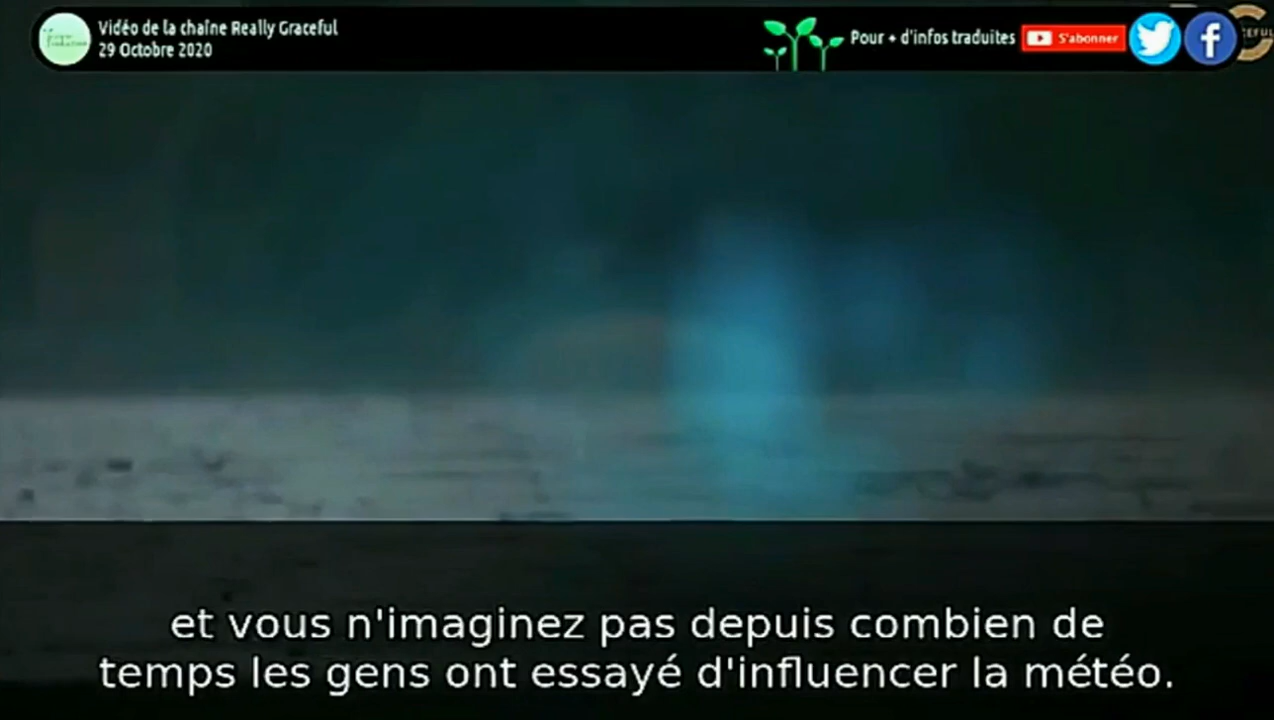 Vidéo de la chaîne Really Graceful
29 Octobre 2020
Pour + d'infos traduites
S'abonner
et vous n'imaginez pas depuis combien de
temps les gens ont essayé d'influencer la météo.